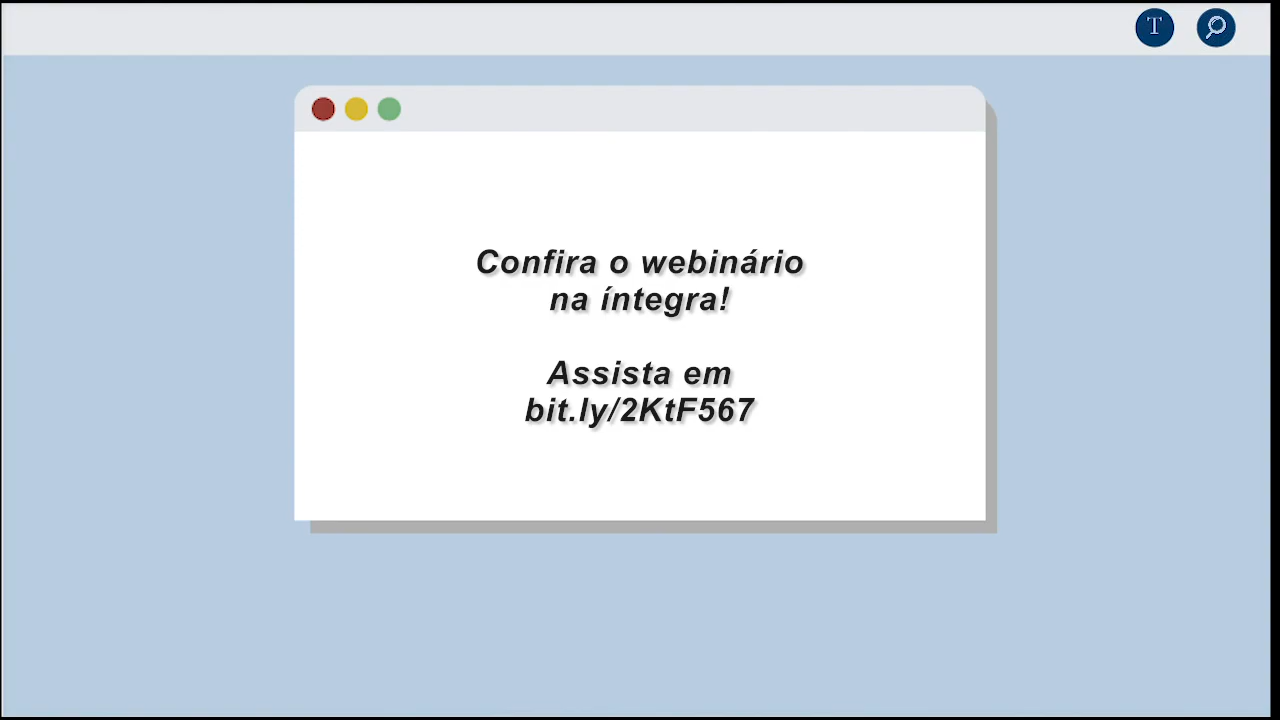 T
Confira o webinário
na íntegra!
Assista em
bit.ly/2KtF567